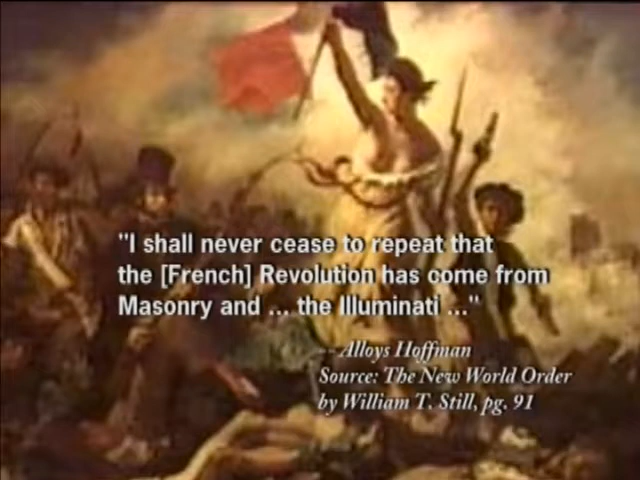 "I shall never cease to repeat that
the [French] Revolution has come from
Masonry and ... the Illuminati ..."
-- Alloys Hoffman
Source: The New World Order
by William T. Still, pg. 91